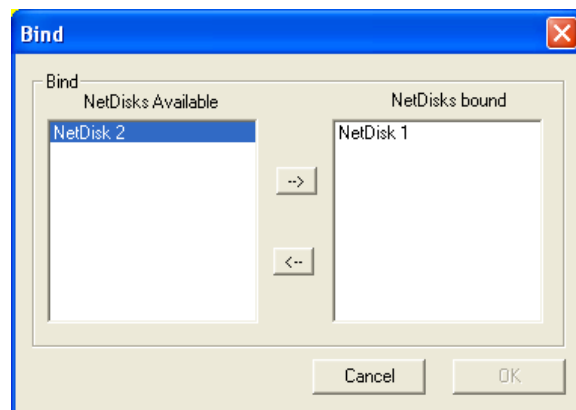 Bind
Bind
NetDisks Available
NetDisks bound
NetDisk 2
NetDisk 1
-->
<--
Cancel
OK